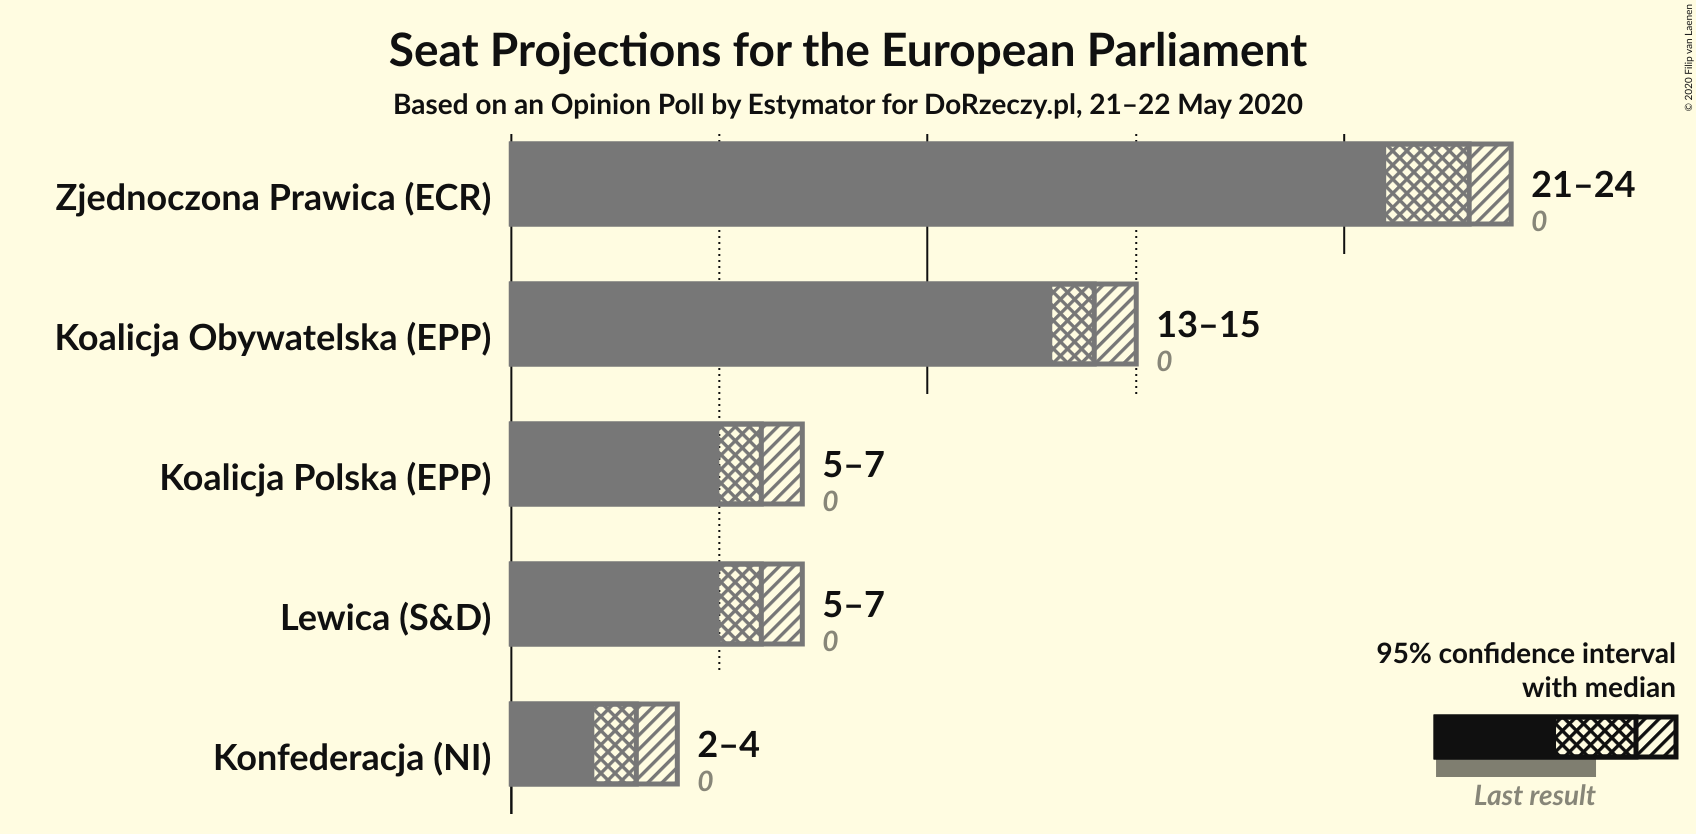 Seat Projections for the European Parliament
Based on an Opinion Poll by Estymator for DoRzeczy.pl, 21–22 May 2020
© 2020 Filip van Laenen
Zjednoczona Prawica (ECR)
21–24
0
Koalicja Obywatelska (EPP)
13–15
0
Koalicja Polska (EPP)
5–7
0
Lewica (S&D)
5–7
0
Konfederacja (NI)
2–4
0
95% confidence interval
with median
Last result